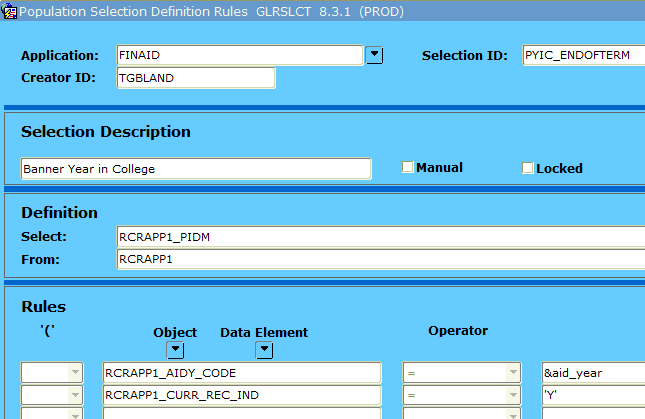 Population Selection Definition Rules GLRSLCT 8.3.1 (PROD)
Application: FINAID Selection ID: PYIC_ENDOFTERM
Creator ID: TGBLAND
Selection Description
Banner Year in College Manual Locked
Definition
Select: RCRAPP1_PIDM
From: RCRAPP1
Rules
'(' Object Data Element Operator
RCRAPP1_AIDY_CODE = &aid_year
RCRAPP1_CURR_REC_IND = 'Y'